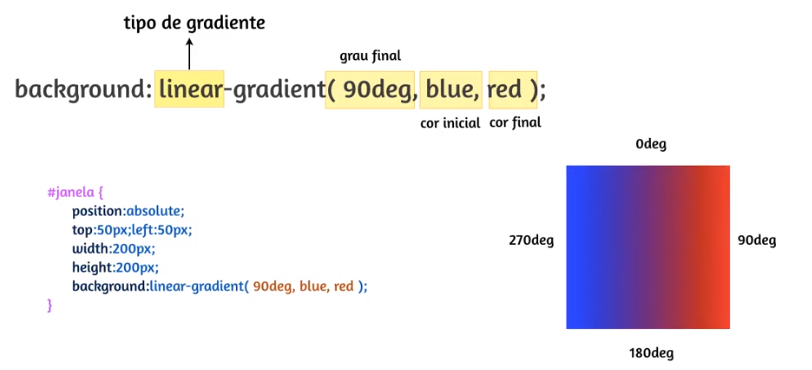 tipo de gradiente
grau final
background: linear-gradient( 90deg, blue, red );
cor inicial cor final
0deg
#janela {
position:absolute;
top:50px;left:50px;
width:200px;
height:200px;
background:linear-gradient( 90deg, blue, red );
}
270deg
90deg
180deg